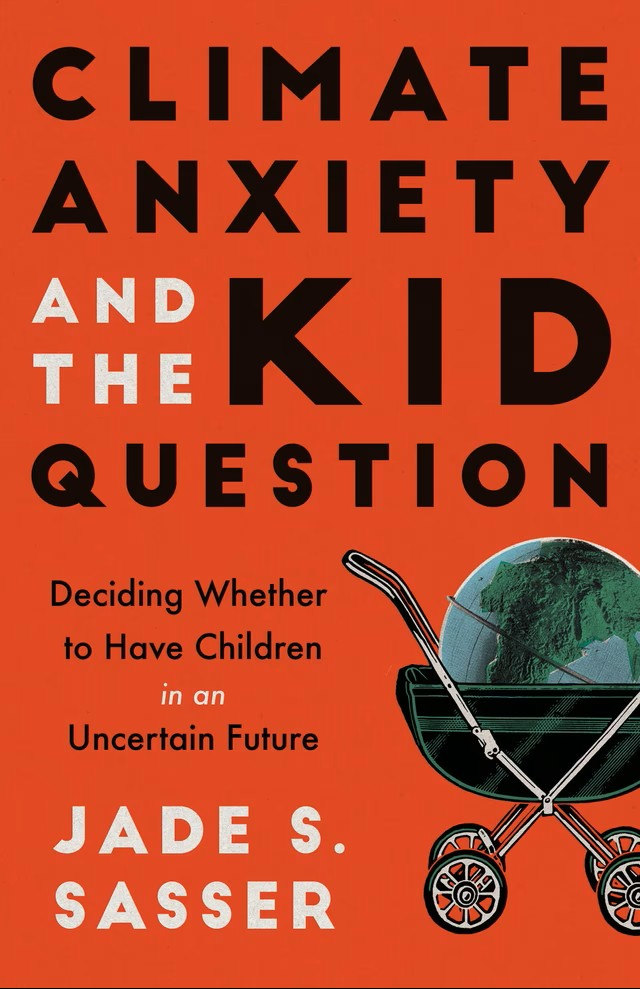 CLIMATE
ANXIETY
AND THE KID
QUESTION
Deciding Whether
to Have Children
in an
Uncertain Future
JADE S.
SASSER